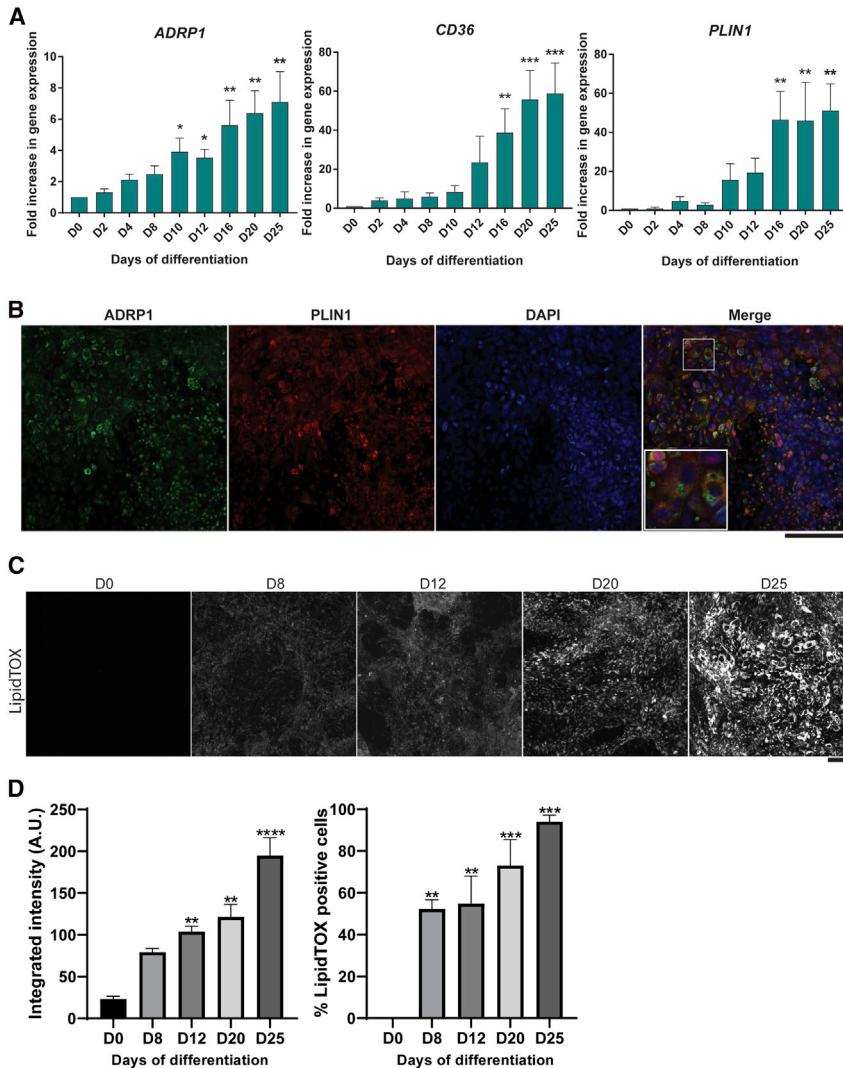 A
ADRP1
CD36
PLIN1
Fold increase in gene expression
10
8
6
4
2
0
*
*
**
**
**
D0 D2 D4 D8 D10 D12 D16 D20 D25
Days of differentiation
Fold increase in gene expression
80
60
40
20
0
**
***
***
D0 D2 D4 D8 D10 D12 D16 D20 D25
Days of differentiation
Fold increase in gene expression
80
60
40
20
0
**
**
**
D0 D2 D4 D8 D10 D12 D16 D20 D25
Days of differentiation
B
ADRP1 PLIN1 DAPI Merge
C
D0 D8 D12 D20 D25
LipidTOX
D
Integrated intensity (A.U.)
250
200
150
100
50
0
**
**
****
D0 D8 D12 D20 D25
Days of differentiation
% LipidTOX positive cells
100
80
60
40
20
0
**
**
***
***
D0 D8 D12 D20 D25
Days of differentiation